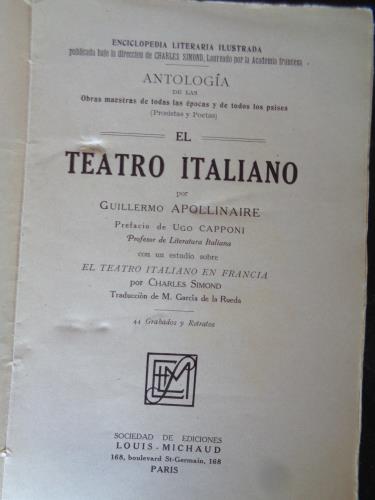 ENCICLOPEDIA LITERARIA ILUSTRADA
publicada bajo la direccion de CHARLES SIMOND, Laureado por la Academia francesa
ANTOLOGÍA
DE LAS
Obras maestras de todas las épocas y de todos los paises
(Prosistas y Poetas)
EL
TEATRO ITALIANO
por
GUILLERMO APOLLINAIRE
Prefacio de UGO CAPPONI
Profesor de Literatura Italiana
con un estudio sobre
EL TEATRO ITALIANO EN FRANCIA
por CHARLES SIMOND
Traducción de M. García de la Rueda
44 Grabados y Retratos
SOCIEDAD DE EDICIONES
LOUIS-MICHAUD
168, boulevard St-Germain, 168
PARIS